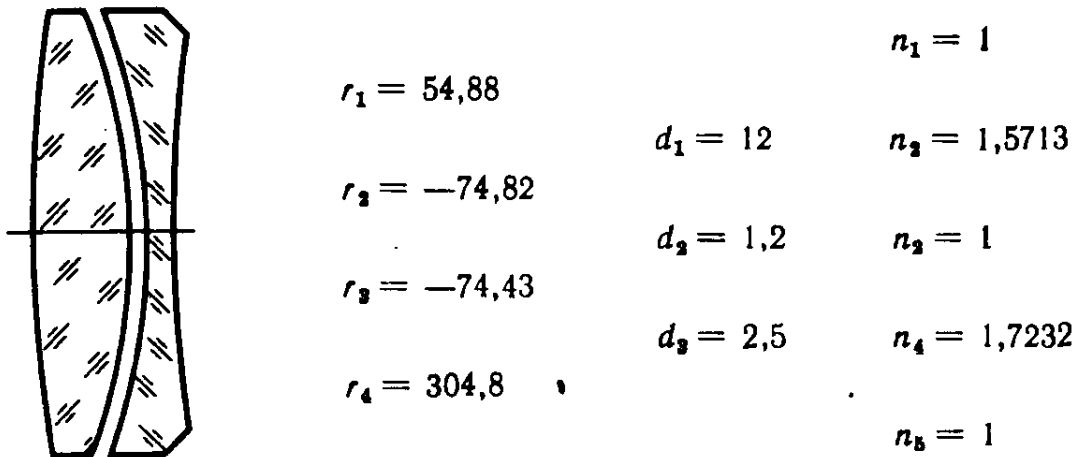 n₁ = 1
r₁ = 54,88
d₁ = 12 n₂ = 1,5713
r₂ = —74,82
d₂ = 1,2 n₂ = 1
r₃ = —74,43
d₃ = 2,5 n₄ = 1,7232
r₄ = 304,8
n₅ = 1